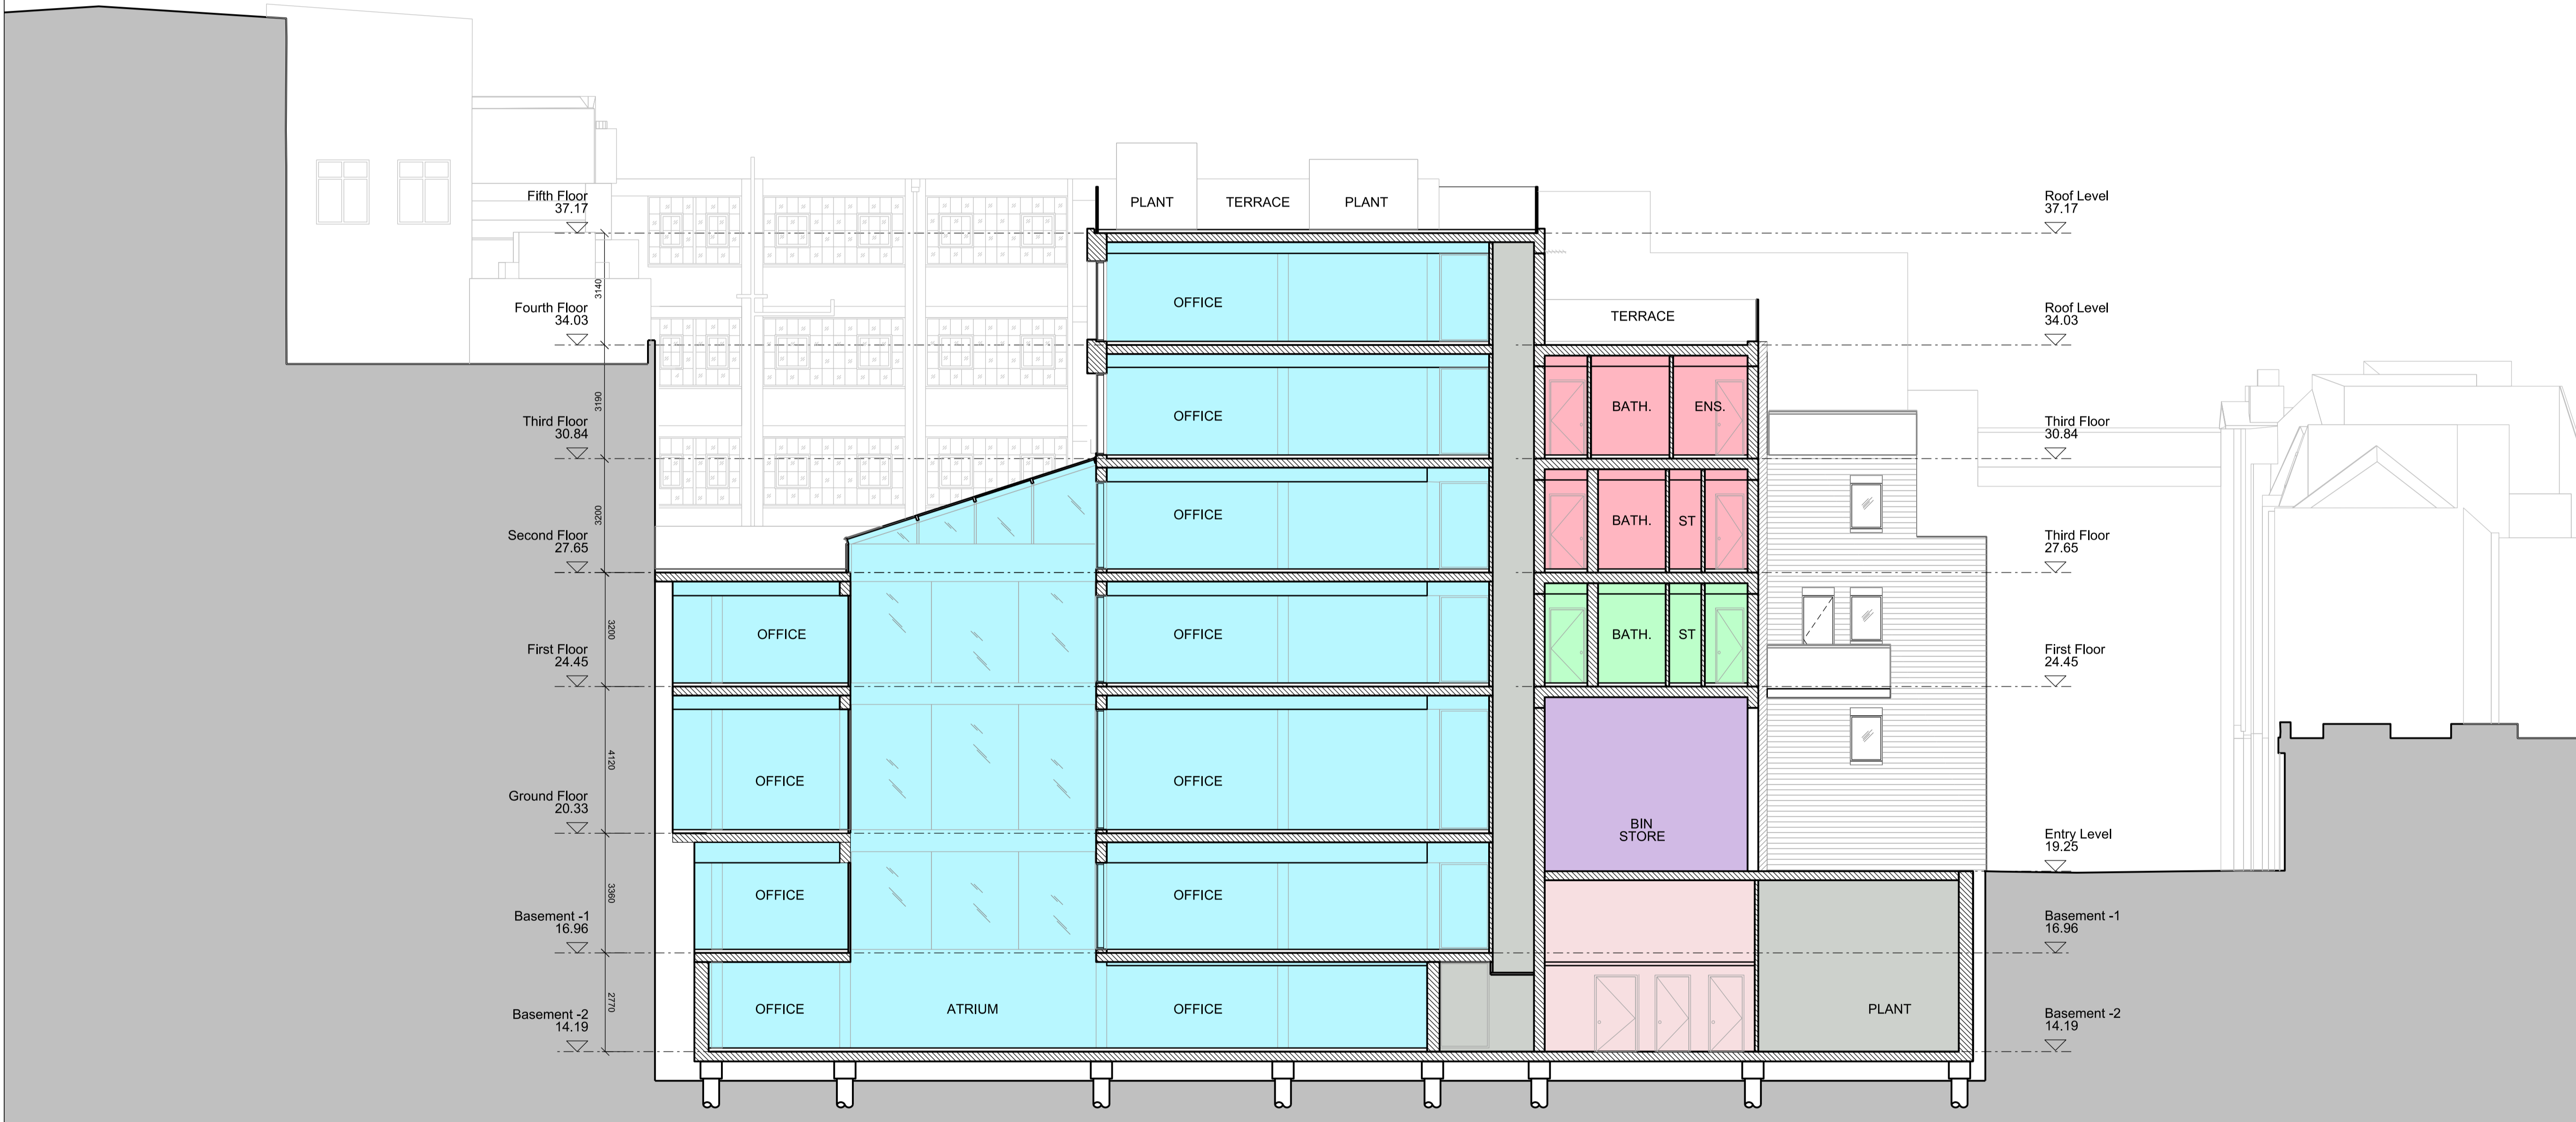 Fifth Floor
37.17
PLANT
TERRACE
PLANT
Roof Level
37.17
3140
OFFICE
Fourth Floor
34.03
TERRACE
Roof Level
34.03
3190
OFFICE
BATH.
ENS.
Third Floor
30.84
Third Floor
30.84
3200
OFFICE
BATH.
ST
Second Floor
27.65
Third Floor
27.65
3200
OFFICE
OFFICE
BATH.
ST
First Floor
24.45
First Floor
24.45
4120
OFFICE
OFFICE
Ground Floor
20.33
BIN
STORE
Entry Level
19.25
3360
OFFICE
OFFICE
Basement -1
16.96
Basement -1
16.96
2770
OFFICE
ATRIUM
OFFICE
PLANT
Basement -2
14.19
Basement -2
14.19